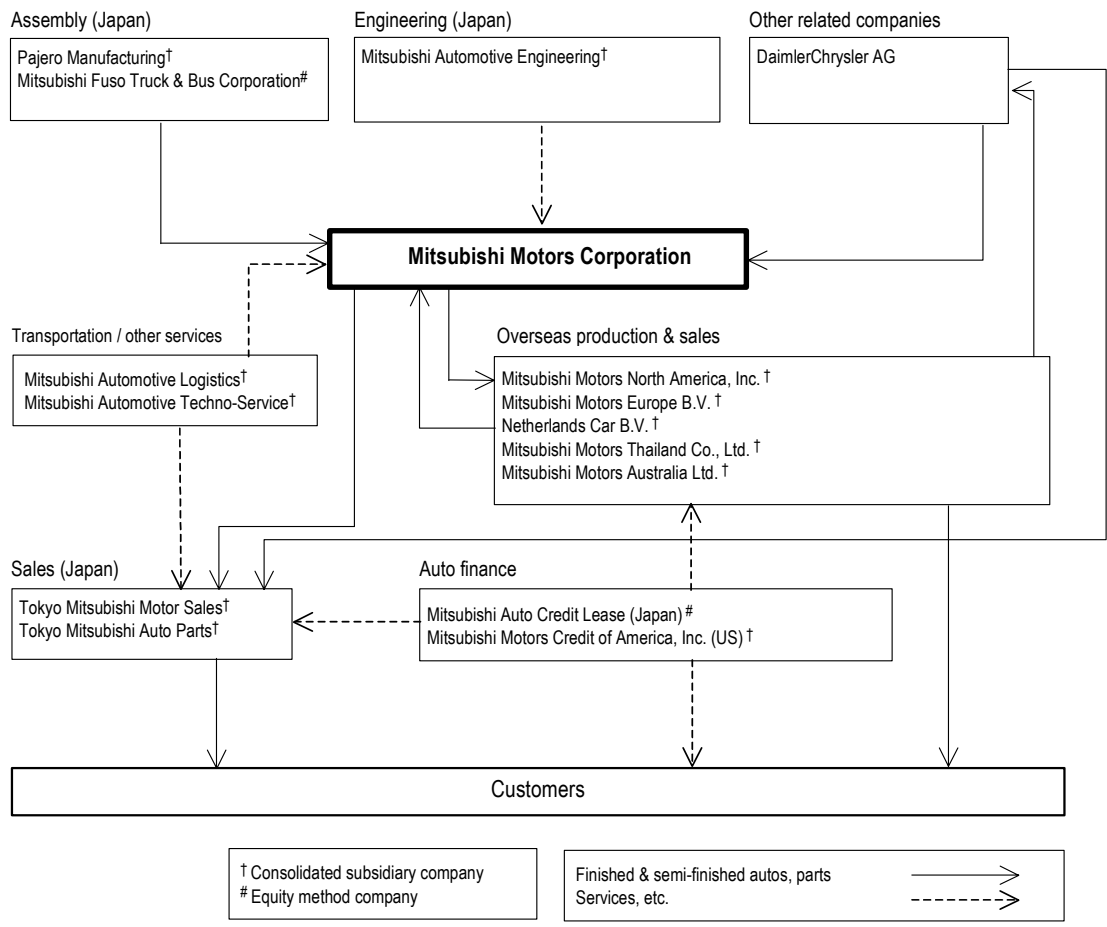 Assembly (Japan)
Pajero Manufacturing†
Mitsubishi Fuso Truck & Bus Corporation#
Engineering (Japan)
Mitsubishi Automotive Engineering†
Other related companies
DaimlerChrysler AG
Mitsubishi Motors Corporation
Transportation / other services
Mitsubishi Automotive Logistics†
Mitsubishi Automotive Techno-Service†
Overseas production & sales
Mitsubishi Motors North America, Inc. †
Mitsubishi Motors Europe B.V. †
Netherlands Car B.V. †
Mitsubishi Motors Thailand Co., Ltd. †
Mitsubishi Motors Australia Ltd. †
Sales (Japan)
Tokyo Mitsubishi Motor Sales†
Tokyo Mitsubishi Auto Parts†
Auto finance
Mitsubishi Auto Credit Lease (Japan) #
Mitsubishi Motors Credit of America, Inc. (US) †
Customers
† Consolidated subsidiary company
# Equity method company
Finished & semi-finished autos, parts
Services, etc.